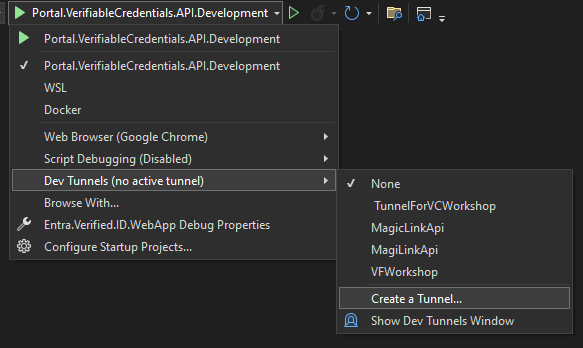 Portal.VerifiableCredentials.API.Development
Portal.VerifiableCredentials.API.Development
Portal.VerifiableCredentials.API.Development
WSL
Docker
Web Browser (Google Chrome)
Script Debugging (Disabled)
Dev Tunnels (no active tunnel)
Browse With...
Entra.Verified.ID.WebApp Debug Properties
Configure Startup Projects...
None
TunnelForVCWorkshop
MagicLinkApi
MagiLinkApi
VFWorkshop
Create a Tunnel...
Show Dev Tunnels Window